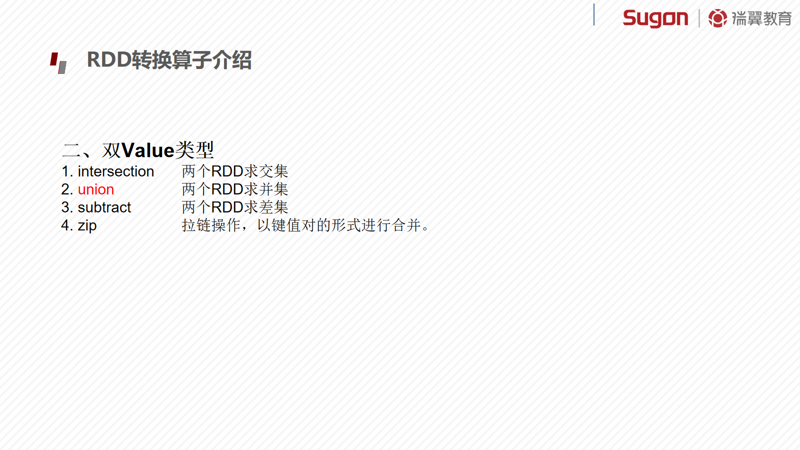 Sugon 瑞翼教育
RDD转换算子介绍
二、双Value类型
1. intersection 两个RDD求交集
2. union 两个RDD求并集
3. subtract 两个RDD求差集
4. zip 拉链操作，以键值对的形式进行合并。